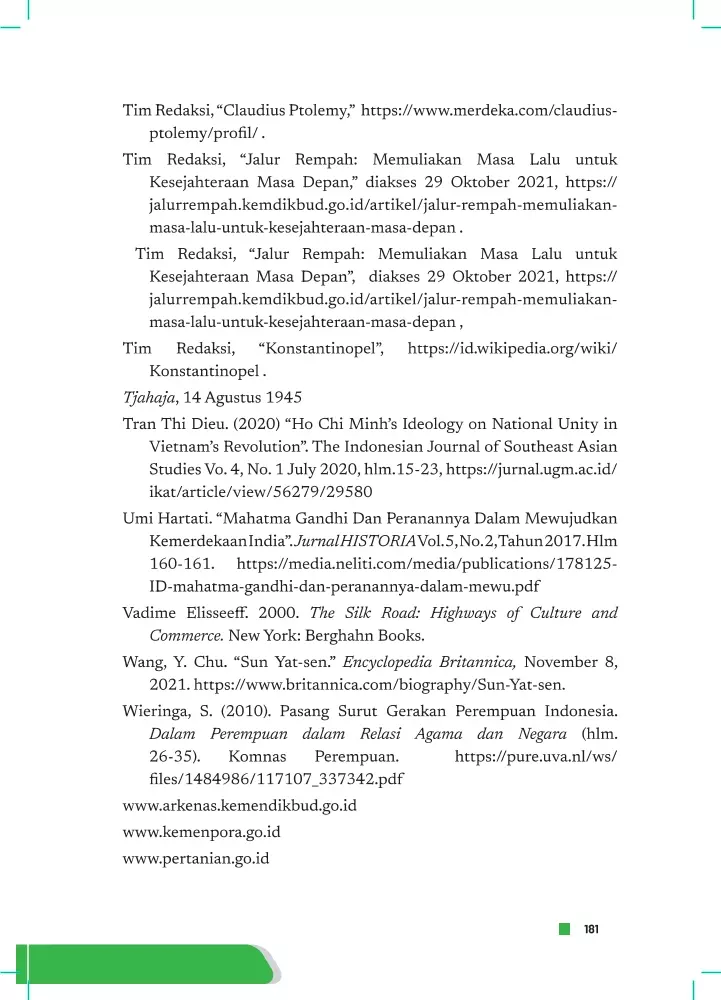 Tim Redaksi, “Claudius Ptolemy,” https://www.merdeka.com/claudius-
ptolemy/profil/ .
Tim Redaksi, “Jalur Rempah: Memuliakan Masa Lalu untuk
Kesejahteraan Masa Depan,” diakses 29 Oktober 2021, https://
jalurrempah.kemdikbud.go.id/artikel/jalur-rempah-memuliakan-
masa-lalu-untuk-kesejahteraan-masa-depan .
Tim Redaksi, “Jalur Rempah: Memuliakan Masa Lalu untuk
Kesejahteraan Masa Depan”, diakses 29 Oktober 2021, https://
jalurrempah.kemdikbud.go.id/artikel/jalur-rempah-memuliakan-
masa-lalu-untuk-kesejahteraan-masa-depan ,
Tim Redaksi, “Konstantinopel”, https://id.wikipedia.org/wiki/
Konstantinopel .
Tjahaja, 14 Agustus 1945
Tran Thi Dieu. (2020) “Ho Chi Minh’s Ideology on National Unity in
Vietnam’s Revolution”. The Indonesian Journal of Southeast Asian
Studies Vo. 4, No. 1 July 2020, hlm.15-23, https://jurnal.ugm.ac.id/
ikat/article/view/56279/29580
Umi Hartati. “Mahatma Gandhi Dan Peranannya Dalam Mewujudkan
Kemerdekaan India”. Jurnal HISTORIA Vol. 5, No. 2, Tahun 2017. Hlm
160-161. https://media.neliti.com/media/publications/178125-
ID-mahatma-gandhi-dan-peranannya-dalam-mewu.pdf
Vadime Elisseeff. 2000. The Silk Road: Highways of Culture and
Commerce. New York: Berghahn Books.
Wang, Y. Chu. “Sun Yat-sen.” Encyclopedia Britannica, November 8,
2021. https://www.britannica.com/biography/Sun-Yat-sen.
Wieringa, S. (2010). Pasang Surut Gerakan Perempuan Indonesia.
Dalam Perempuan dalam Relasi Agama dan Negara (hlm.
26-35). Komnas Perempuan. https://pure.uva.nl/ws/
files/1484986/117107_337342.pdf
www.arkenas.kemendikbud.go.id
www.kemenpora.go.id
www.pertanian.go.id
181